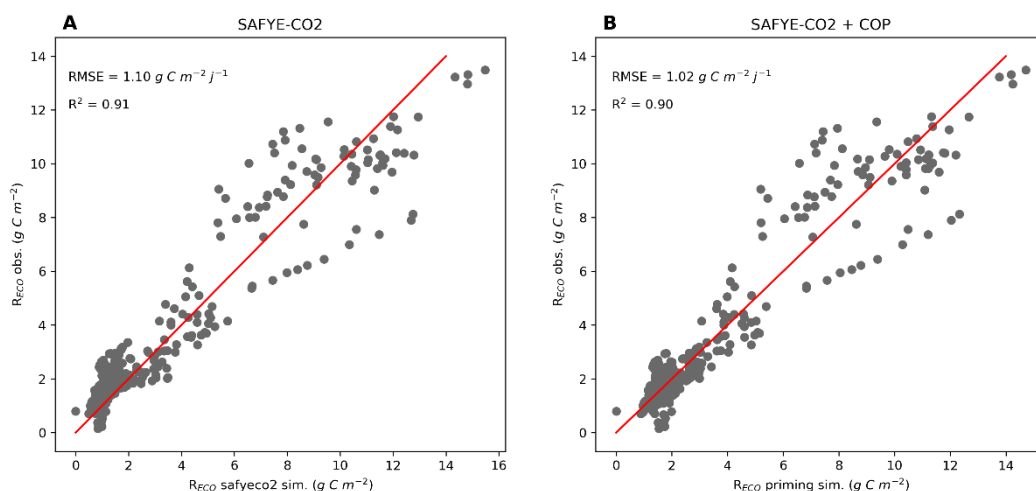 A
SAFYE-CO2
RMSE = 1.10 g C m⁻² j⁻¹
R² = 0.91
R_ECO obs. (g C m⁻²)
14
12
10
8
6
4
2
0
0 2 4 6 8 10 12 14 16
R_ECO safyeco2 sim. (g C m⁻²)
B
SAFYE-CO2 + COP
RMSE = 1.02 g C m⁻² j⁻¹
R² = 0.90
R_ECO obs. (g C m⁻²)
14
12
10
8
6
4
2
0
0 2 4 6 8 10 12 14
R_ECO priming sim. (g C m⁻²)